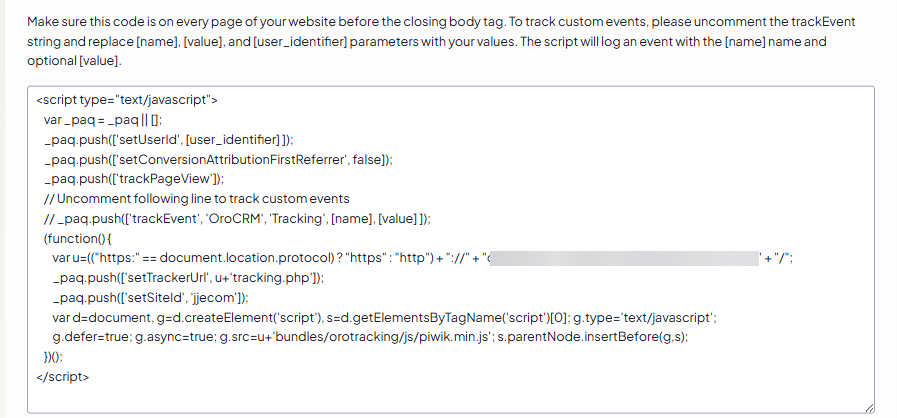 Make sure this code is on every page of your website before the closing body tag. To track custom events, please uncomment the trackEvent
string and replace [name], [value], and [user_identifier] parameters with your values. The script will log an event with the [name] name and
optional [value].
<script type="text/javascript">
var _paq = _paq || [];
_paq.push(['setUserId', [user_identifier] ]);
_paq.push(['setConversionAttributionFirstReferrer', false]);
_paq.push(['trackPageView']);
// Uncomment following line to track custom events
// _paq.push(['trackEvent', 'OroCRM', 'Tracking', [name], [value] ]);
(function() {
var u=(("https:" == document.location.protocol) ? "https" : "http") + "://" + " " + "/";
_paq.push(['setTrackerUrl', u+'tracking.php']);
_paq.push(['setSiteId', 'jjecom']);
var d=document, g=d.createElement('script'), s=d.getElementsByTagName('script')[0]; g.type='text/javascript';
g.defer=true; g.async=true; g.src=u+'bundles/orotracking/js/piwik.min.js'; s.parentNode.insertBefore(g,s);
})();
</script>